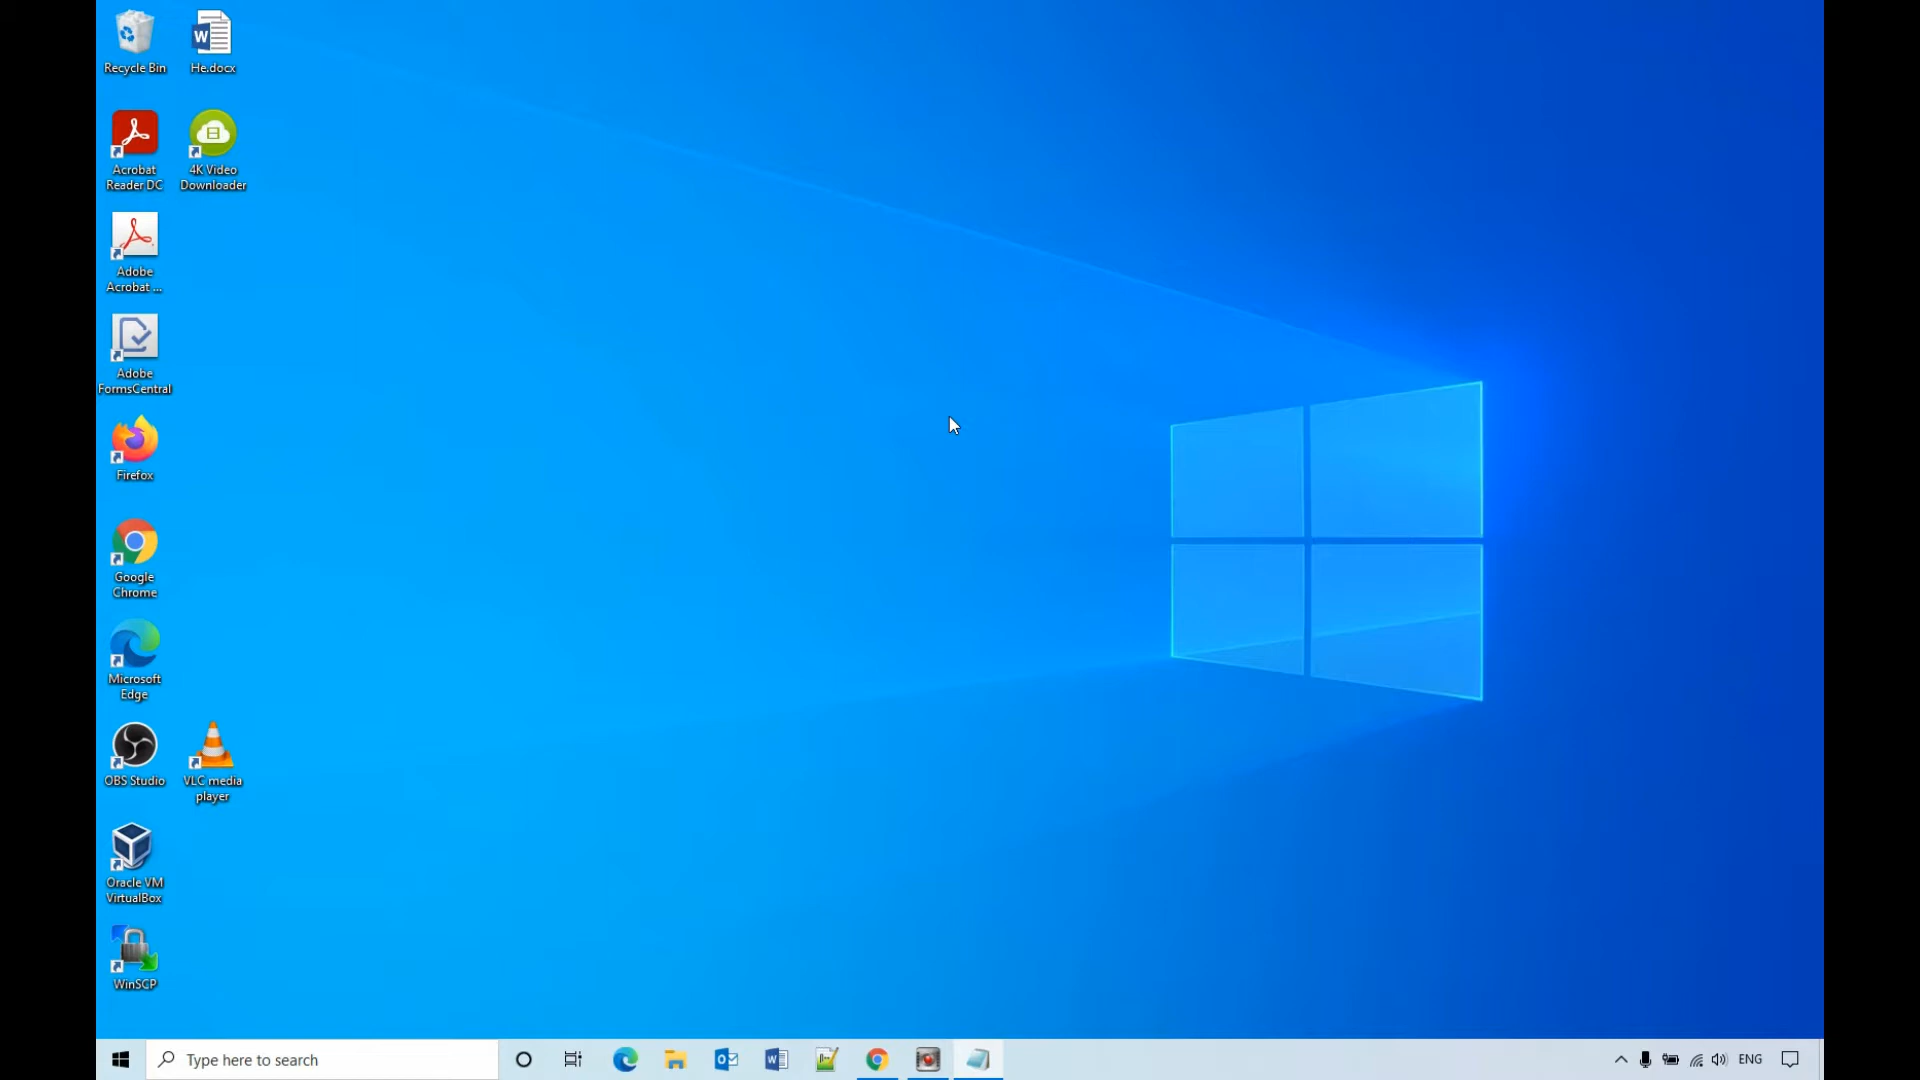 Recycle Bin
He.docx
Acrobat
Reader DC
4K Video
Downloader
Adobe
Acrobat ...
Adobe
FormsCentral
Firefox
Google
Chrome
Microsoft
Edge
OBS Studio
VLC media
player
Oracle VM
VirtualBox
WinSCP
Type here to search
ENG